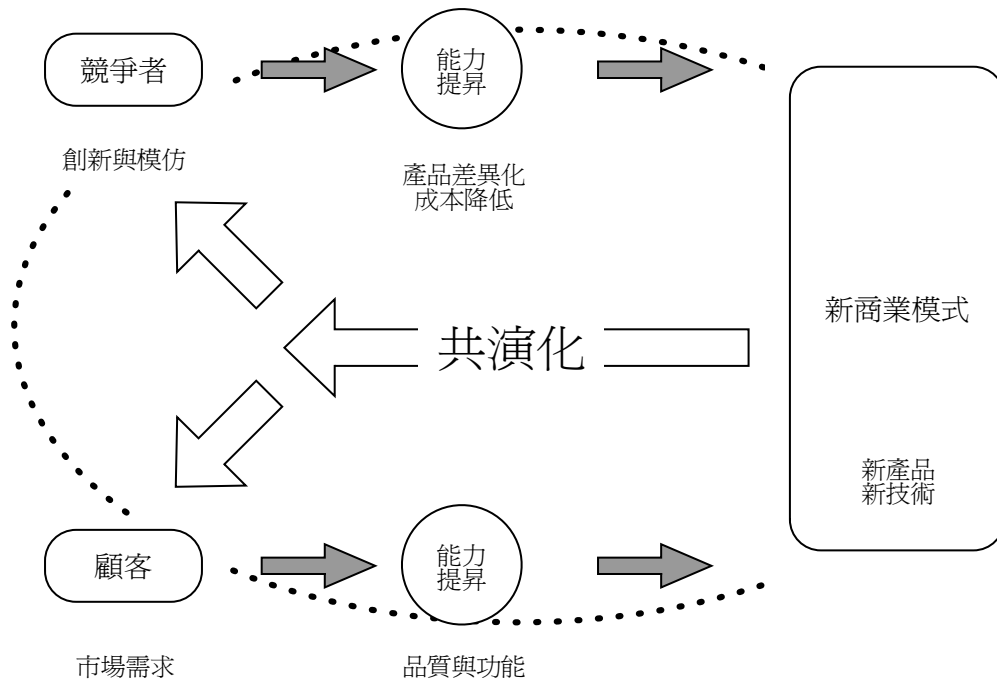 競爭者
能力
提昇
創新與模仿
產品差異化
成本降低
新商業模式
共演化
新產品
新技術
顧客
能力
提昇
市場需求
品質與功能